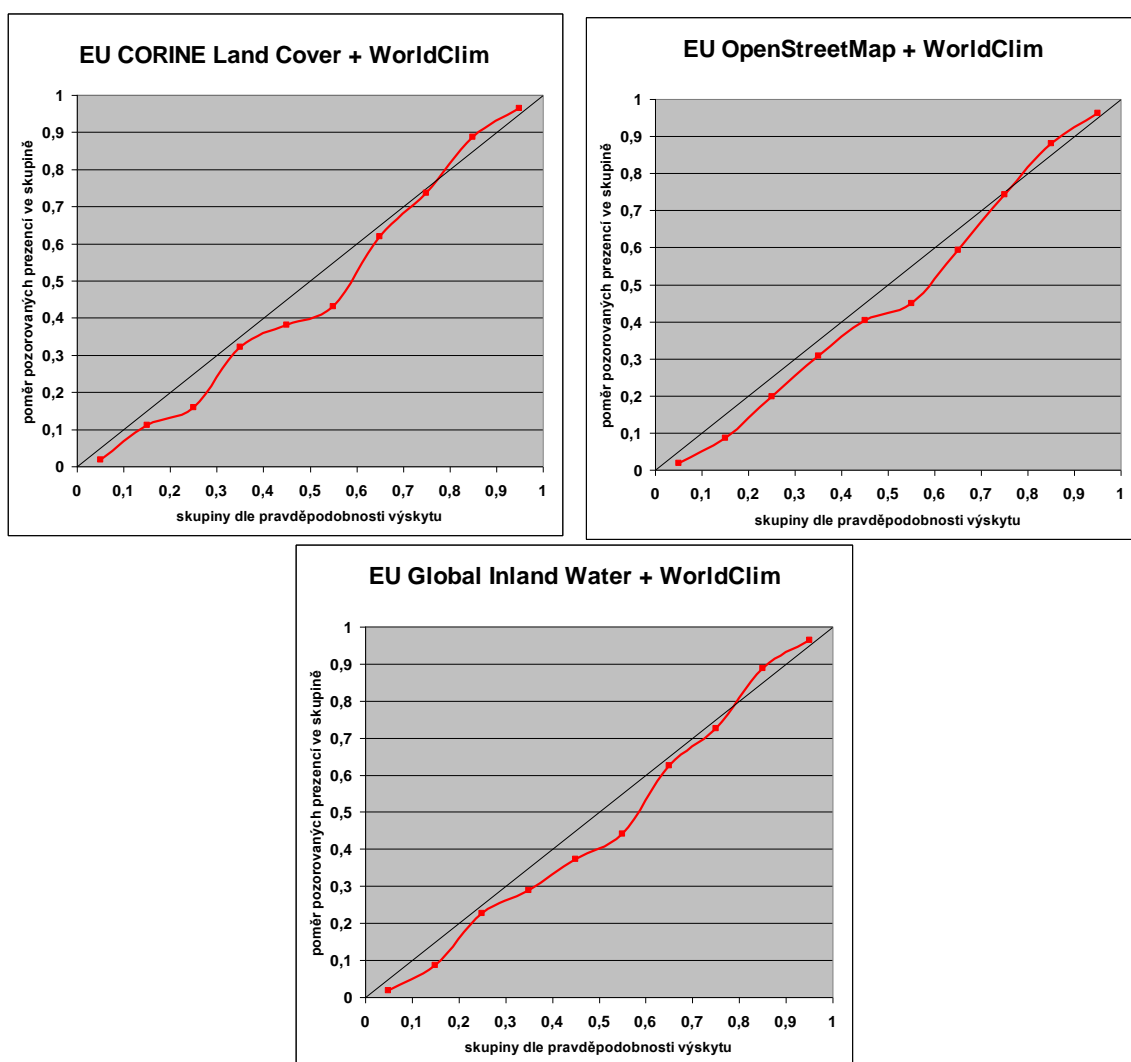 EU CORINE Land Cover + WorldClim
poměr pozorovaných prezencí ve skupině
1
0,9
0,8
0,7
0,6
0,5
0,4
0,3
0,2
0,1
0
0 0,1 0,2 0,3 0,4 0,5 0,6 0,7 0,8 0,9 1
skupiny dle pravděpodobnosti výskytu
EU OpenStreetMap + WorldClim
poměr pozorovaných prezencí ve skupině
1
0,9
0,8
0,7
0,6
0,5
0,4
0,3
0,2
0,1
0
0 0,1 0,2 0,3 0,4 0,5 0,6 0,7 0,8 0,9 1
skupiny dle pravděpodobnosti výskytu
EU Global Inland Water + WorldClim
poměr pozorovaných prezencí ve skupině
1
0,9
0,8
0,7
0,6
0,5
0,4
0,3
0,2
0,1
0
0 0,1 0,2 0,3 0,4 0,5 0,6 0,7 0,8 0,9 1
skupiny dle pravděpodobnosti výskytu